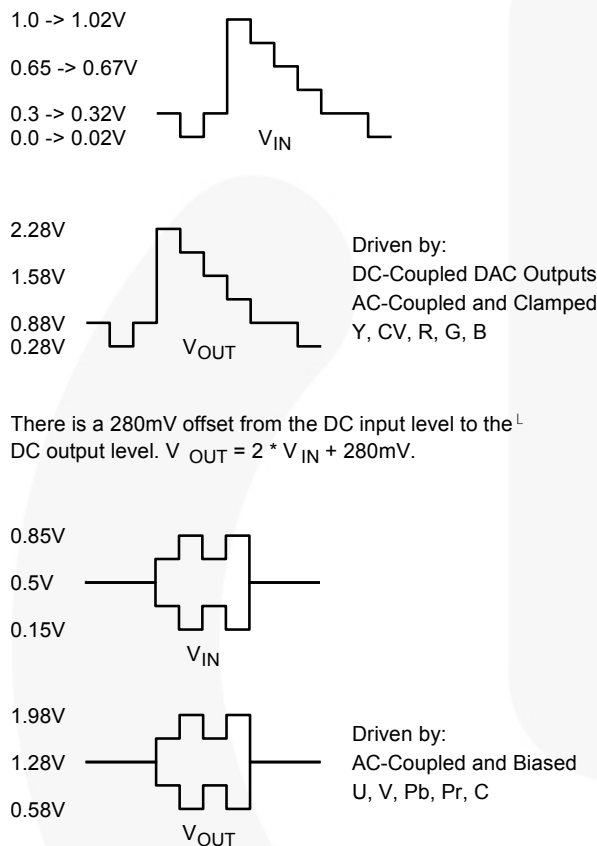 1.0 -> 1.02V
0.65 -> 0.67V
0.3 -> 0.32V
0.0 -> 0.02V
VIN
2.28V
1.58V
0.88V
0.28V
VOUT
Driven by:
DC-Coupled DAC Outputs
AC-Coupled and Clamped
Y, CV, R, G, B
There is a 280mV offset from the DC input level to the
DC output level. V OUT = 2 * V IN + 280mV.
0.85V
0.5V
0.15V
VIN
1.98V
1.28V
0.58V
VOUT
Driven by:
AC-Coupled and Biased
U, V, Pb, Pr, C